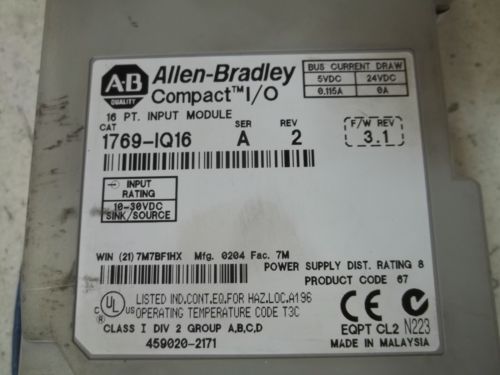 A-B
QUALITY
Allen-Bradley
Compact™ I/O
BUS CURRENT DRAW
5VDC 24VDC
0.115A 0A
16 PT. INPUT MODULE
CAT SER REV
1769-IQ16 A 2
F/W REV
3.1
INPUT
RATING
10-30VDC
SINK/SOURCE
WIN (21) 7M7BF1HX Mfg. 0204 Fac. 7M
POWER SUPPLY DIST. RATING 8
PRODUCT CODE 67
C UL US
LISTED IND.CONT.EQ.FOR HAZ.LOC.A196
OPERATING TEMPERATURE CODE T3C
CLASS I DIV 2 GROUP A,B,C,D
459020-2171
CE
EQPT CL2 N223
MADE IN MALAYSIA